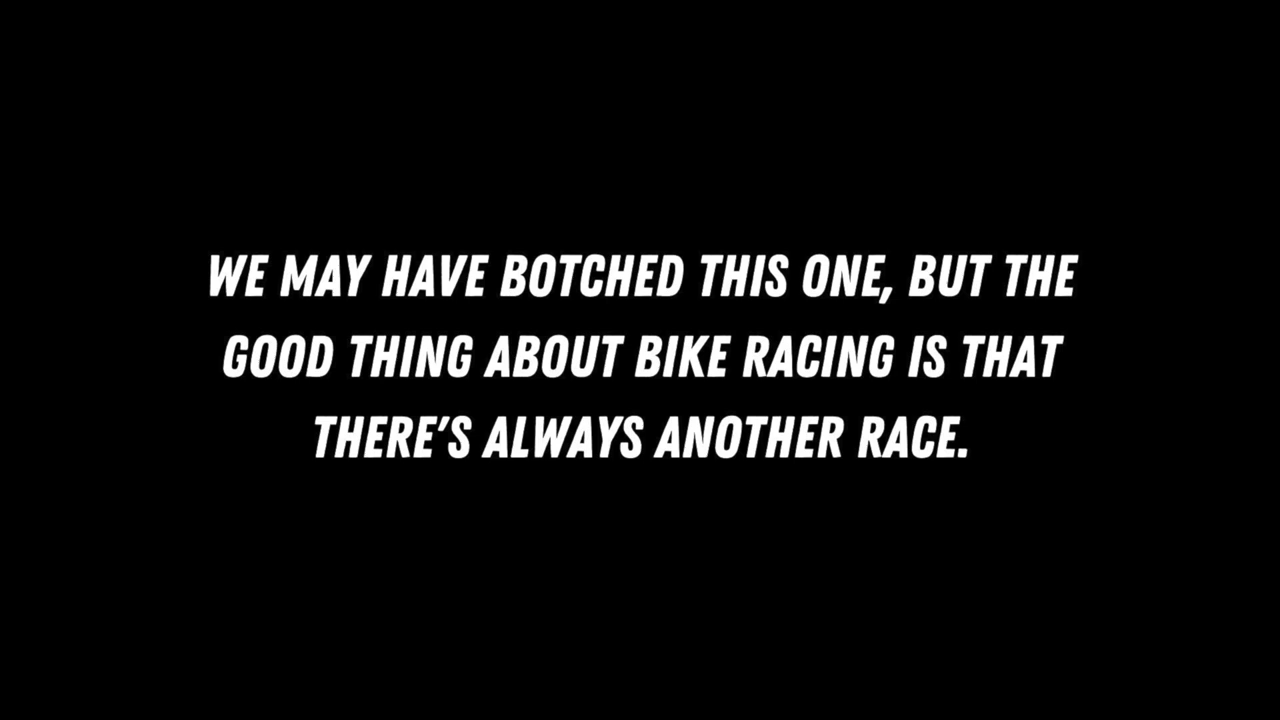 WE MAY HAVE BOTCHED THIS ONE, BUT THE
GOOD THING ABOUT BIKE RACING IS THAT
THERE'S ALWAYS ANOTHER RACE.